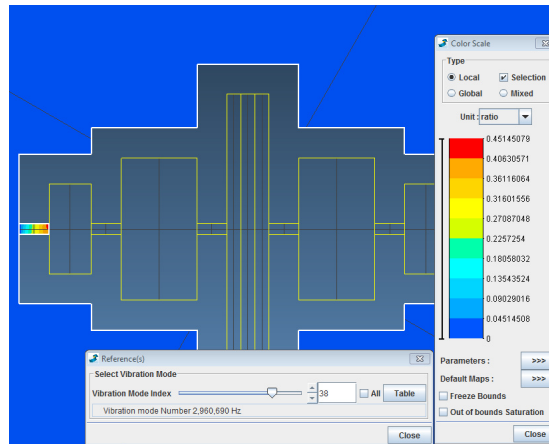 Color Scale
Type
Local
Selection
Global
Mixed
Unit : ratio
0.45145079
0.40630571
0.36116064
0.31601556
0.27087048
0.2257254
0.18058032
0.13543524
0.09029016
0.04514508
0
Parameters :
>>>
Default Maps :
>>>
Freeze Bounds
Out of bounds Saturation
Close
Reference(s)
Select Vibration Mode
Vibration Mode Index
38
All
Table
Vibration mode Number 2,960,690 Hz
Close